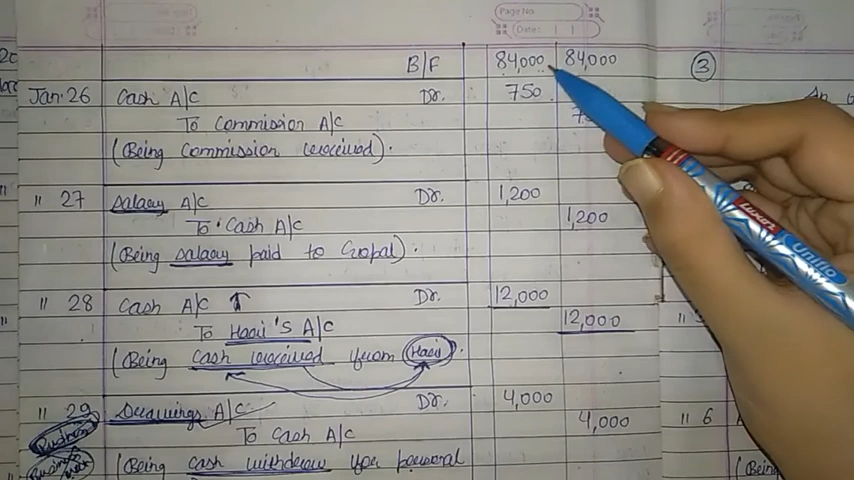 Page No.
Date: | |
B/F 84,000 84,000
3
Jan·26 Cash A/c Dr. 750
To Commission A/c
(Being Commission received).
" 27 Salary A/c Dr. 1,200
To Cash A/c 1,200
(Being Salary paid to Gopal).
" 28 Cash A/c ↑ Dr. 12,000
To Hari's A/c 12,000
(Being Cash received from Hari).
" 29 Drawings A/c Dr. 4,000
To Cash A/c 4,000
(Being cash withdrew for personal
" 6
(Being
Luxor
Uniflo